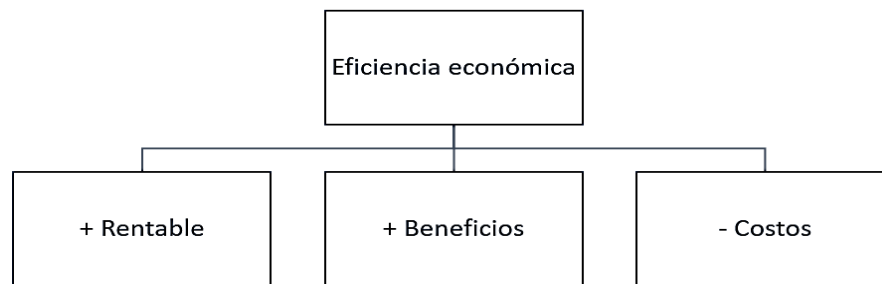 Eficiencia económica
+ Rentable
+ Beneficios
- Costos